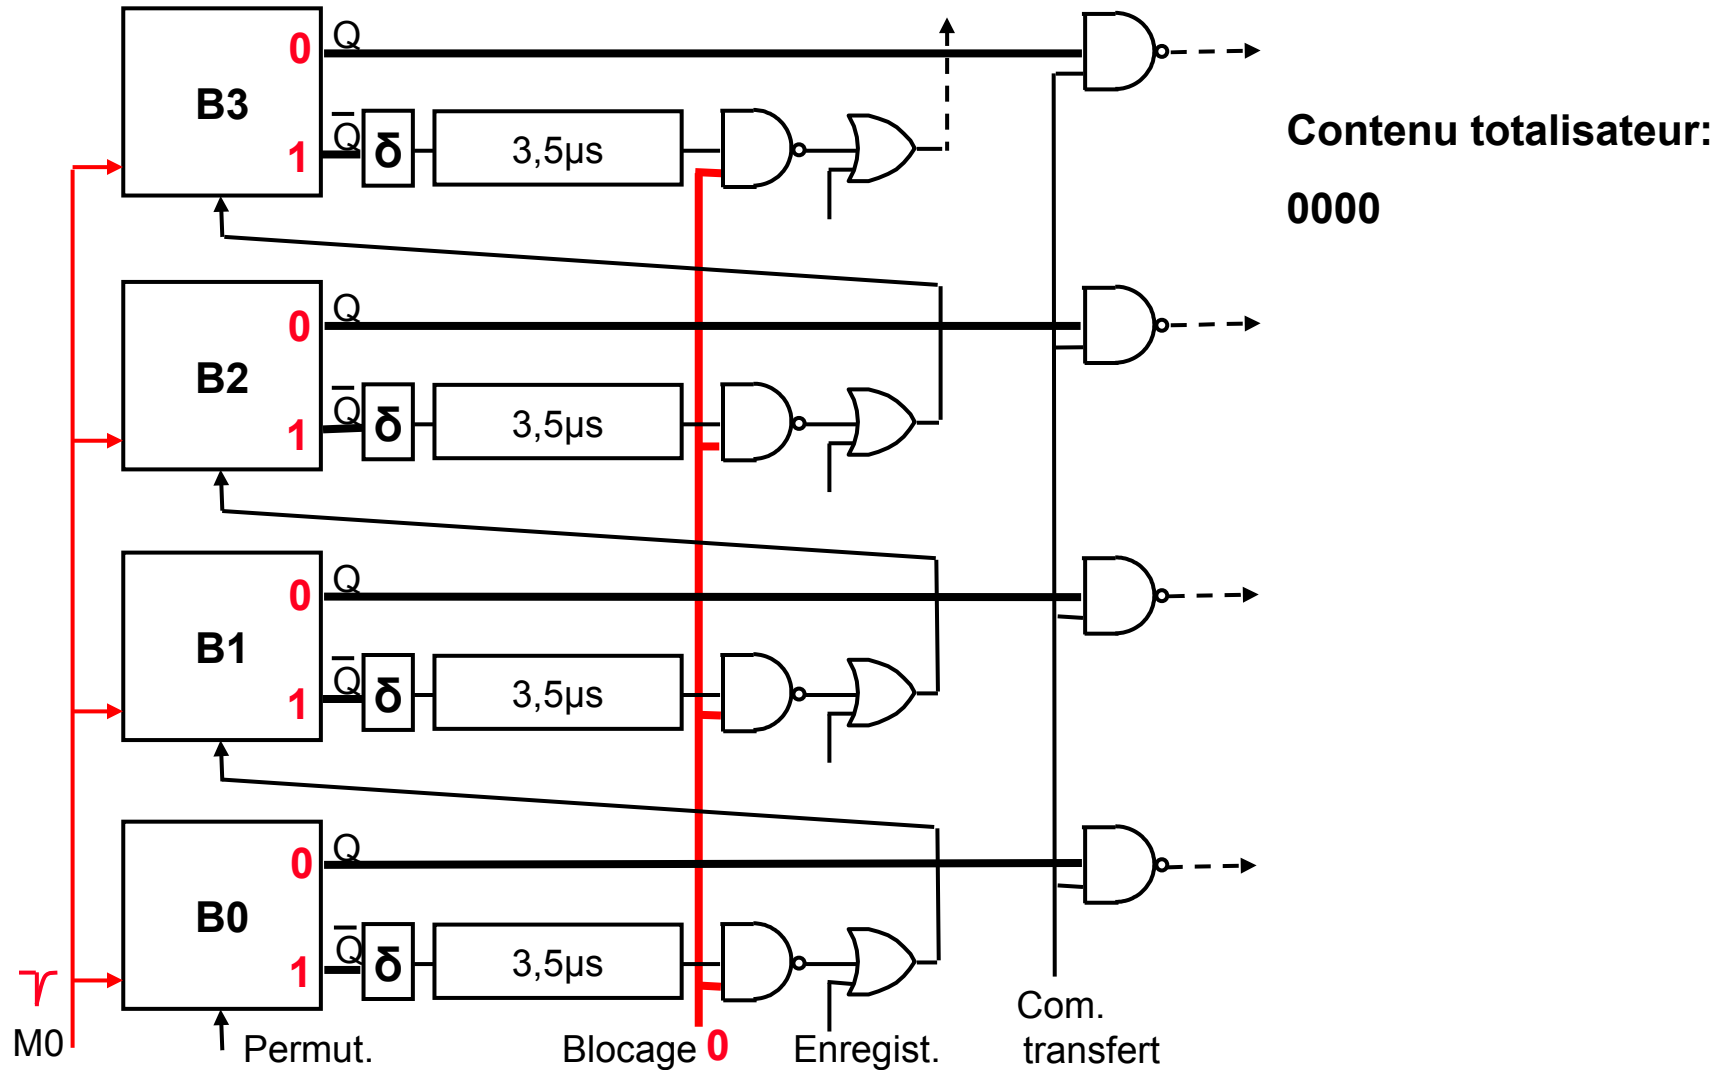 0 Q
B3
Q̅ δ 3,5µs
1
Contenu totalisateur:
0000
0 Q
B2
Q̅ δ 3,5µs
1
0 Q
B1
Q̅ δ 3,5µs
1
0 Q
B0
Q̅ δ 3,5µs
1
M0
Permut.
Blocage 0
Enregist.
Com.
transfert